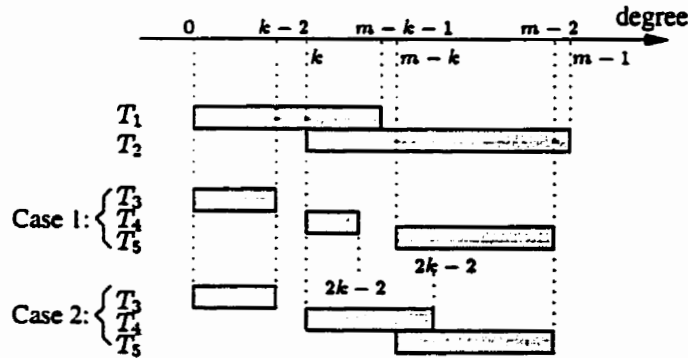 degree
0 k − 2 m − k − 1 m − 2
k m − k m − 1
T₁
T₂
T₃
Case 1: { T₄
T₅
2k − 2
2k − 2
T₃
Case 2: { T₄
T₅